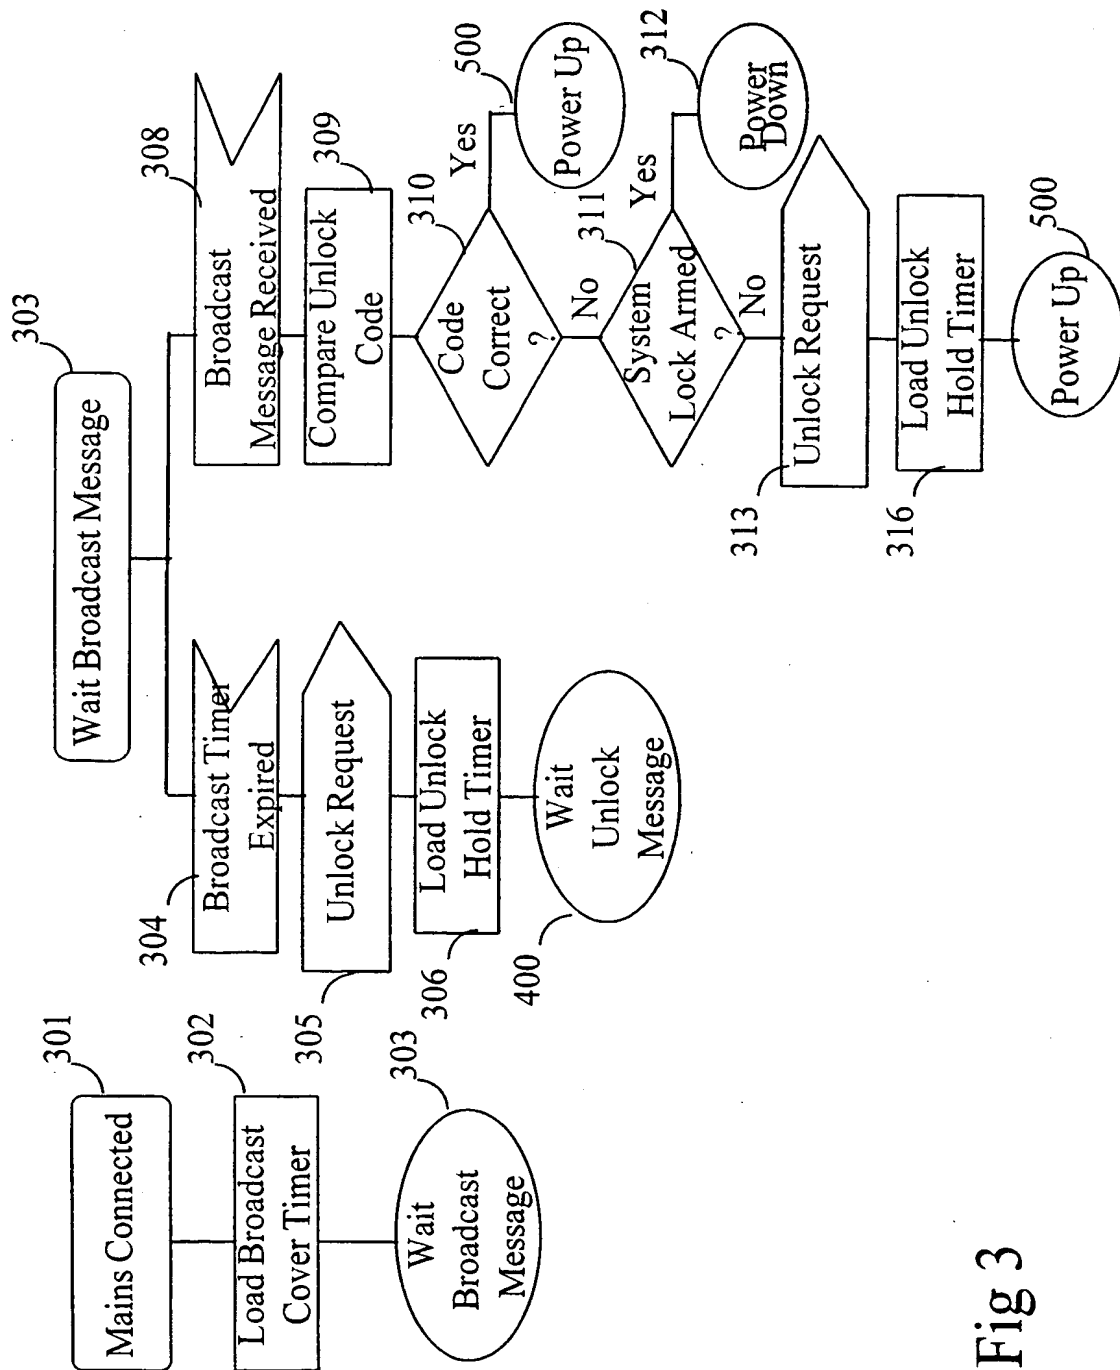 301
Mains Connected
302
Load Broadcast
Cover Timer
303
Wait
Broadcast
Message
303
Wait Broadcast Message
304
Broadcast Timer
Expired
305
Unlock Request
306
Load Unlock
Hold Timer
400
Wait
Unlock
Message
308
Broadcast
Message Received
309
Compare Unlock
Code
310
Code
Correct
?
Yes
500
Power Up
No
311
System
Lock Armed
?
Yes
312
Power
Down
No
313
Unlock Request
316
Load Unlock
Hold Timer
500
Power Up
Fig 3